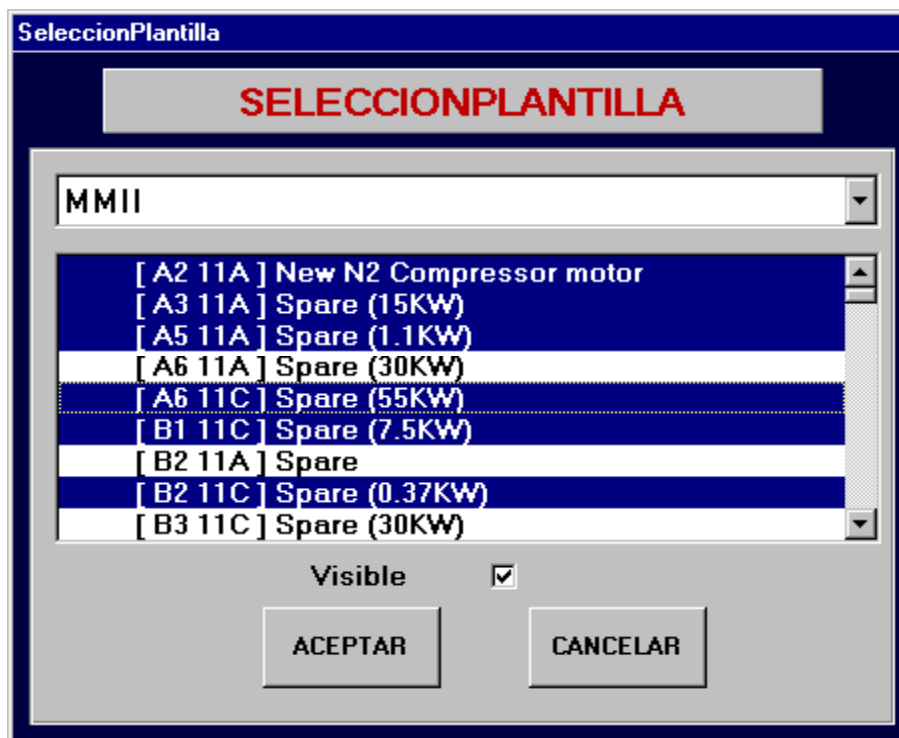 SeleccionPlantilla
SELECCIONPLANTILLA
MMII
[ A2 11A ] New N2 Compressor motor
[ A3 11A ] Spare (15KW)
[ A5 11A ] Spare (1.1KW)
[ A6 11A ] Spare (30KW)
[ A6 11C ] Spare (55KW)
[ B1 11C ] Spare (7.5KW)
[ B2 11A ] Spare
[ B2 11C ] Spare (0.37KW)
[ B3 11C ] Spare (30KW)
Visible
ACEPTAR CANCELAR